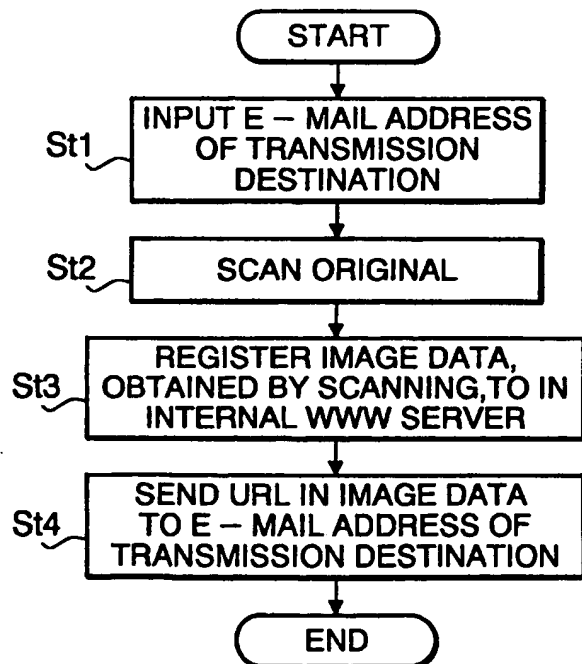 START
St1
INPUT E – MAIL ADDRESS
OF TRANSMISSION
DESTINATION
St2
SCAN ORIGINAL
St3
REGISTER IMAGE DATA,
OBTAINED BY SCANNING,TO IN
INTERNAL WWW SERVER
St4
SEND URL IN IMAGE DATA
TO E – MAIL ADDRESS OF
TRANSMISSION DESTINATION
END